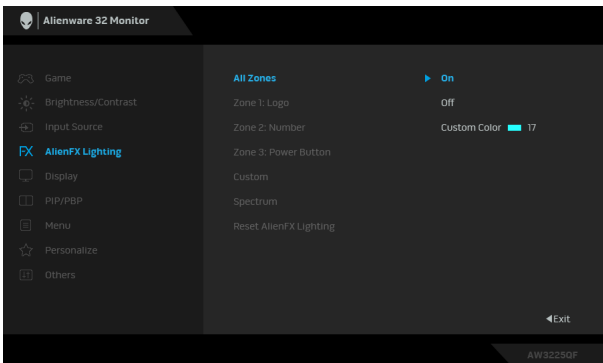 Alienware 32 Monitor
Game
Brightness/Contrast
Input Source
FX AlienFX Lighting
Display
PIP/PBP
Menu
Personalize
Others
All Zones
Zone 1: Logo
Zone 2: Number
Zone 3: Power Button
Custom
Spectrum
Reset AlienFX Lighting
On
Off
Custom Color 17
Exit
AW3225QF